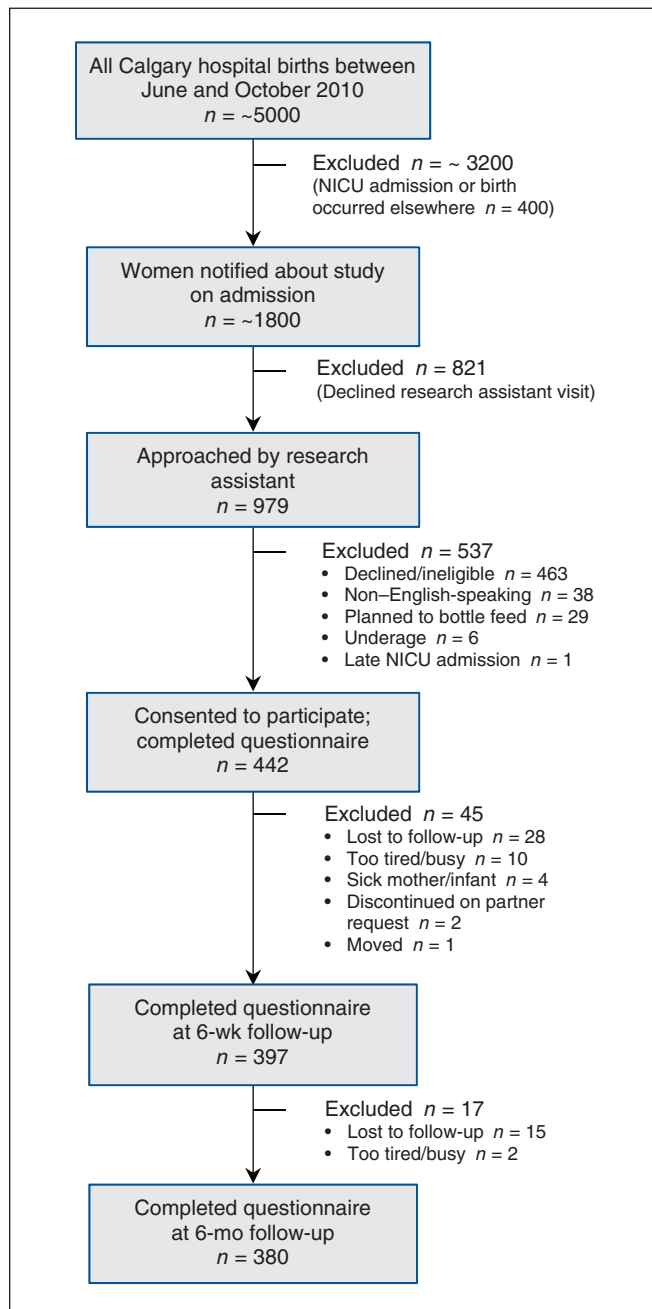 All Calgary hospital births between
June and October 2010
n = ~5000
Excluded n = ~ 3200
(NICU admission or birth
occurred elsewhere n = 400)
Women notified about study
on admission
n = ~1800
Excluded n = 821
(Declined research assistant visit)
Approached by research
assistant
n = 979
Excluded n = 537
• Declined/ineligible n = 463
• Non–English-speaking n = 38
• Planned to bottle feed n = 29
• Underage n = 6
• Late NICU admission n = 1
Consented to participate;
completed questionnaire
n = 442
Excluded n = 45
• Lost to follow-up n = 28
• Too tired/busy n = 10
• Sick mother/infant n = 4
• Discontinued on partner
request n = 2
• Moved n = 1
Completed questionnaire
at 6-wk follow-up
n = 397
Excluded n = 17
• Lost to follow-up n = 15
• Too tired/busy n = 2
Completed questionnaire
at 6-mo follow-up
n = 380